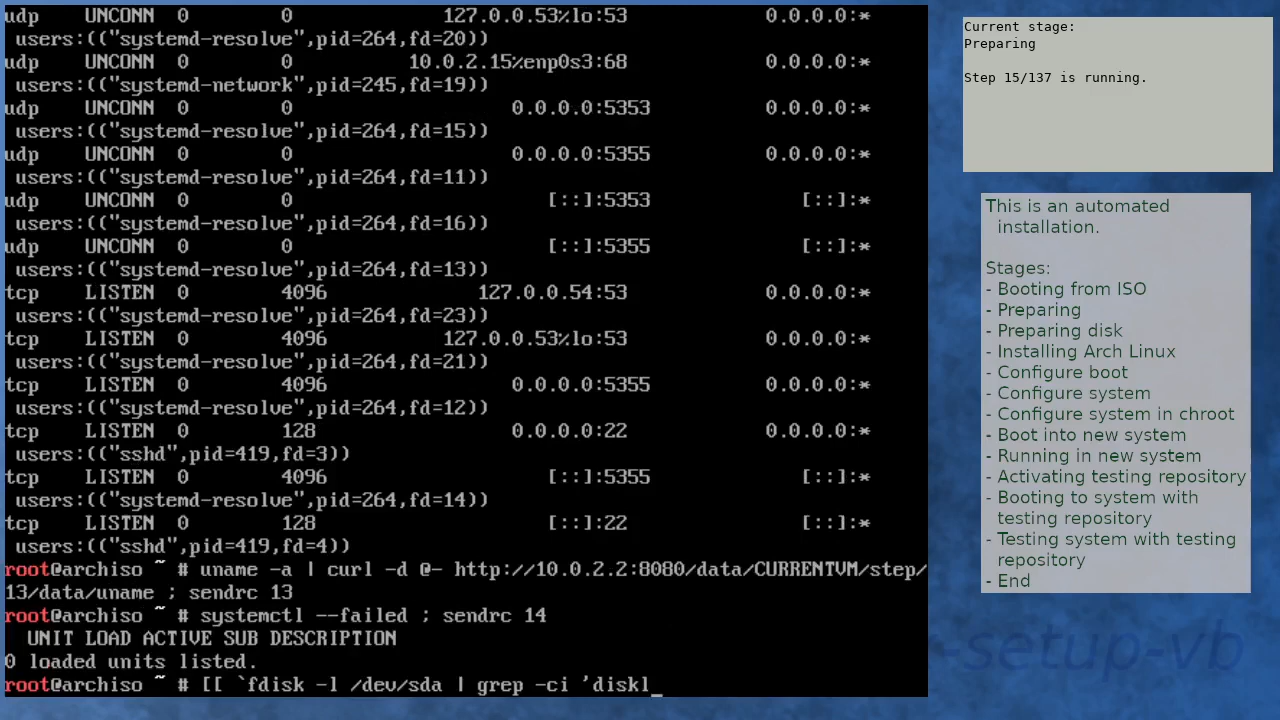 udp    UNCONN  0        0                  127.0.0.53%lo:53            0.0.0.0:*
 users:(("systemd-resolve",pid=264,fd=20))
udp    UNCONN  0        0               10.0.2.15%enp0s3:68            0.0.0.0:*
 users:(("systemd-network",pid=245,fd=19))
udp    UNCONN  0        0                        0.0.0.0:5353          0.0.0.0:*
 users:(("systemd-resolve",pid=264,fd=15))
udp    UNCONN  0        0                        0.0.0.0:5355          0.0.0.0:*
 users:(("systemd-resolve",pid=264,fd=11))
udp    UNCONN  0        0                           [::]:5353             [::]:*
 users:(("systemd-resolve",pid=264,fd=16))
udp    UNCONN  0        0                           [::]:5355             [::]:*
 users:(("systemd-resolve",pid=264,fd=13))
tcp    LISTEN  0        4096                  127.0.0.54:53            0.0.0.0:*
 users:(("systemd-resolve",pid=264,fd=23))
tcp    LISTEN  0        4096               127.0.0.53%lo:53            0.0.0.0:*
 users:(("systemd-resolve",pid=264,fd=21))
tcp    LISTEN  0        4096                     0.0.0.0:5355          0.0.0.0:*
 users:(("systemd-resolve",pid=264,fd=12))
tcp    LISTEN  0        128                      0.0.0.0:22            0.0.0.0:*
 users:(("sshd",pid=419,fd=3))
tcp    LISTEN  0        4096                        [::]:5355             [::]:*
 users:(("systemd-resolve",pid=264,fd=14))
tcp    LISTEN  0        128                         [::]:22               [::]:*
 users:(("sshd",pid=419,fd=4))
root@archiso ~ # uname -a | curl -d @- http://10.0.2.2:8080/data/CURRENTVM/step/
13/data/uname ; sendrc 13
root@archiso ~ # systemctl --failed ; sendrc 14
  UNIT LOAD ACTIVE SUB DESCRIPTION
0 loaded units listed.
root@archiso ~ # [[ `fdisk -l /dev/sda | grep -ci 'diskl_
Current stage:
Preparing
Step 15/137 is running.
This is an automated
installation.
Stages:
- Booting from ISO
- Preparing
- Preparing disk
- Installing Arch Linux
- Configure boot
- Configure system
- Configure system in chroot
- Boot into new system
- Running in new system
- Activating testing repository
- Booting to system with
testing repository
- Testing system with testing
repository
- End
-setup-vb